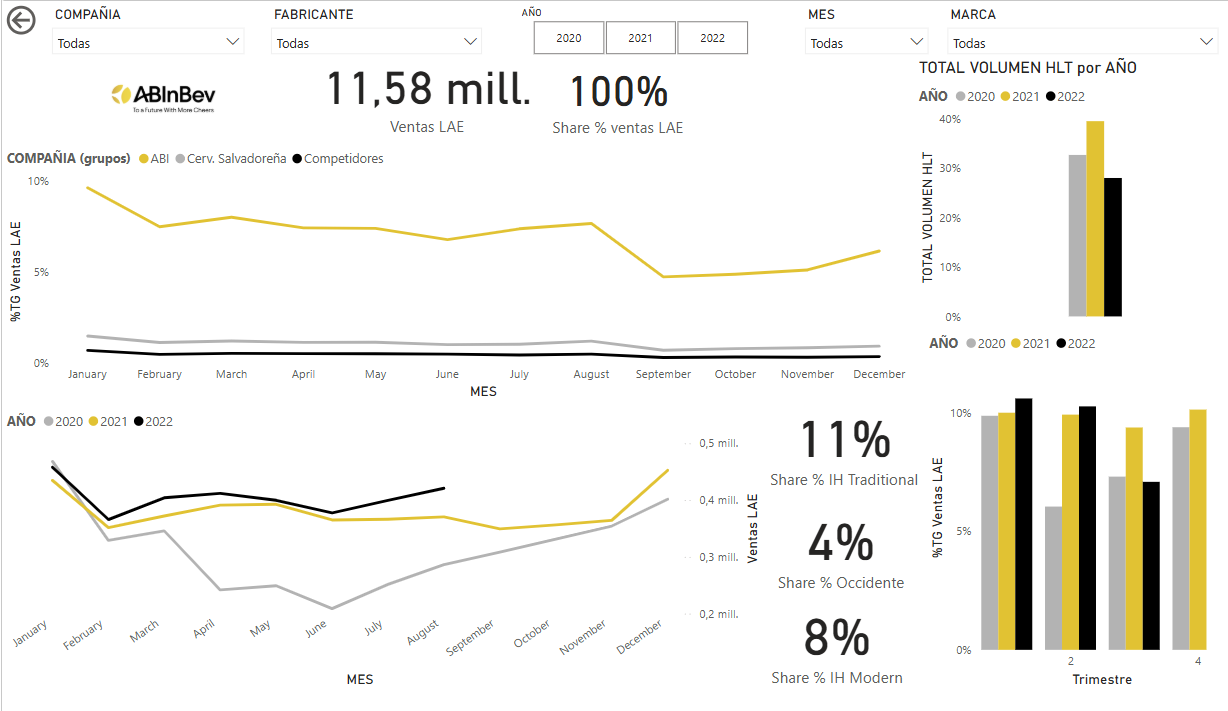 COMPAÑIA
Todas
FABRICANTE
Todas
AÑO
2020
2021
2022
MES
Todas
MARCA
Todas
ABInBev
To a Future With More Cheers
11,58 mill.
Ventas LAE
100%
Share % ventas LAE
COMPAÑIA (grupos) ABI Cerv. Salvadoreña Competidores
10%
5%
0%
%TG Ventas LAE
January February March April May June July August September October November December
MES
TOTAL VOLUMEN HLT por AÑO
AÑO 2020 2021 2022
40%
30%
20%
10%
0%
TOTAL VOLUMEN HLT
AÑO 2020 2021 2022
0,5 mill.
0,4 mill.
0,3 mill.
0,2 mill.
Ventas LAE
January February March April May June July August September October November December
MES
11%
Share % IH Traditional
4%
Share % Occidente
8%
Share % IH Modern
AÑO 2020 2021 2022
10%
5%
0%
%TG Ventas LAE
2 4
Trimestre